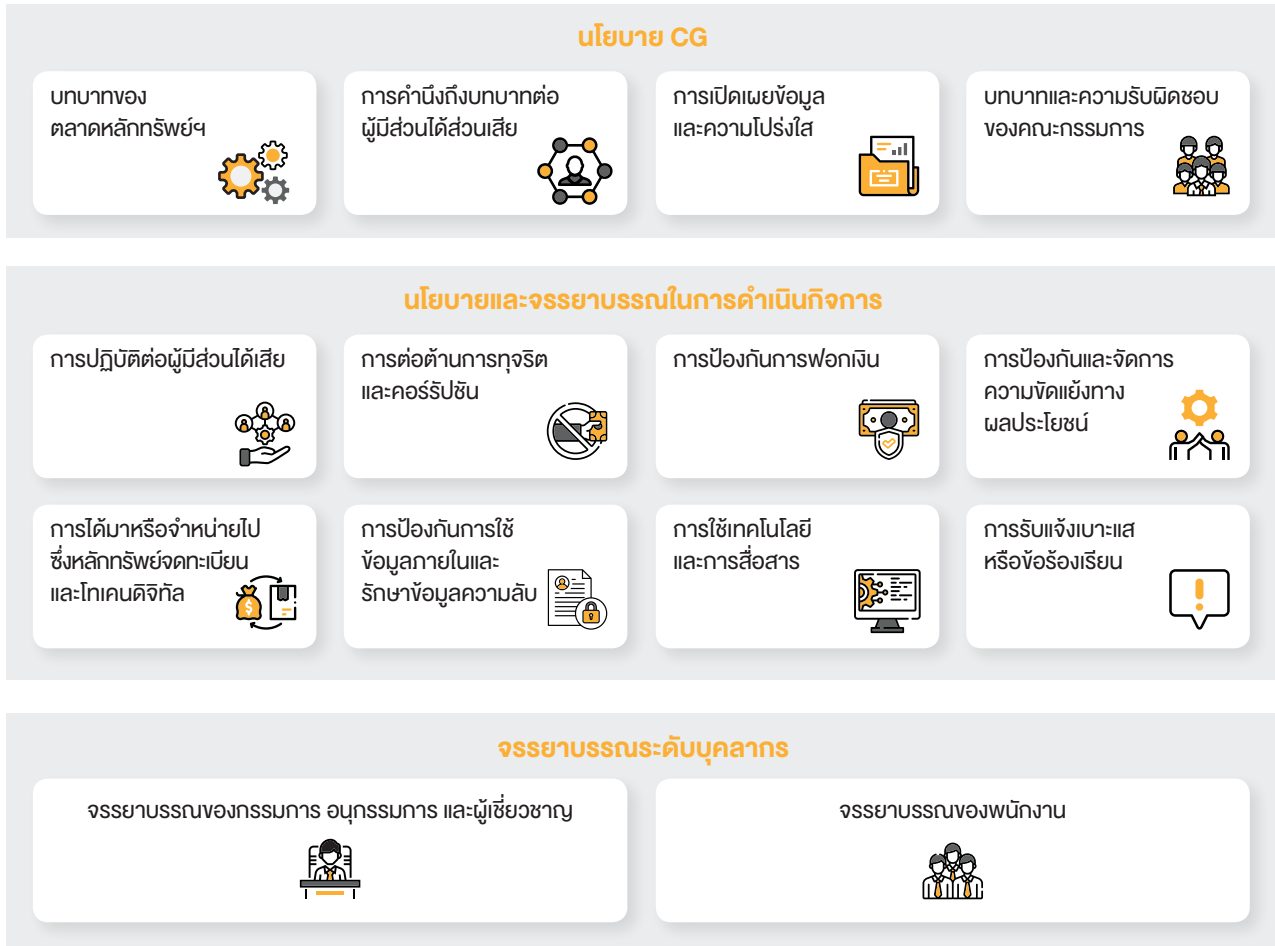 นโยบาย CG
บทบาทของ
ตลาดหลักทรัพย์ฯ
การคำนึงถึงบทบาทต่อ
ผู้มีส่วนได้ส่วนเสีย
การเปิดเผยข้อมูล
และความโปร่งใส
บทบาทและความรับผิดชอบ
ของคณะกรรมการ
นโยบายและจรรยาบรรณในการดำเนินกิจการ
การปฏิบัติต่อผู้มีส่วนได้เสีย
การต่อต้านการทุจริต
และคอร์รัปชัน
การป้องกันการฟอกเงิน
การป้องกันและจัดการ
ความขัดแย้งทาง
ผลประโยชน์
การได้มาหรือจำหน่ายไป
ซึ่งหลักทรัพย์จดทะเบียน
และโทเคนดิจิทัล
การป้องกันการใช้
ข้อมูลภายในและ
รักษาข้อมูลความลับ
การใช้เทคโนโลยี
และการสื่อสาร
การรับแจ้งเบาะแส
หรือข้อร้องเรียน
จรรยาบรรณระดับบุคลากร
จรรยาบรรณของกรรมการ อนุกรรมการ และผู้เชี่ยวชาญ
จรรยาบรรณของพนักงาน